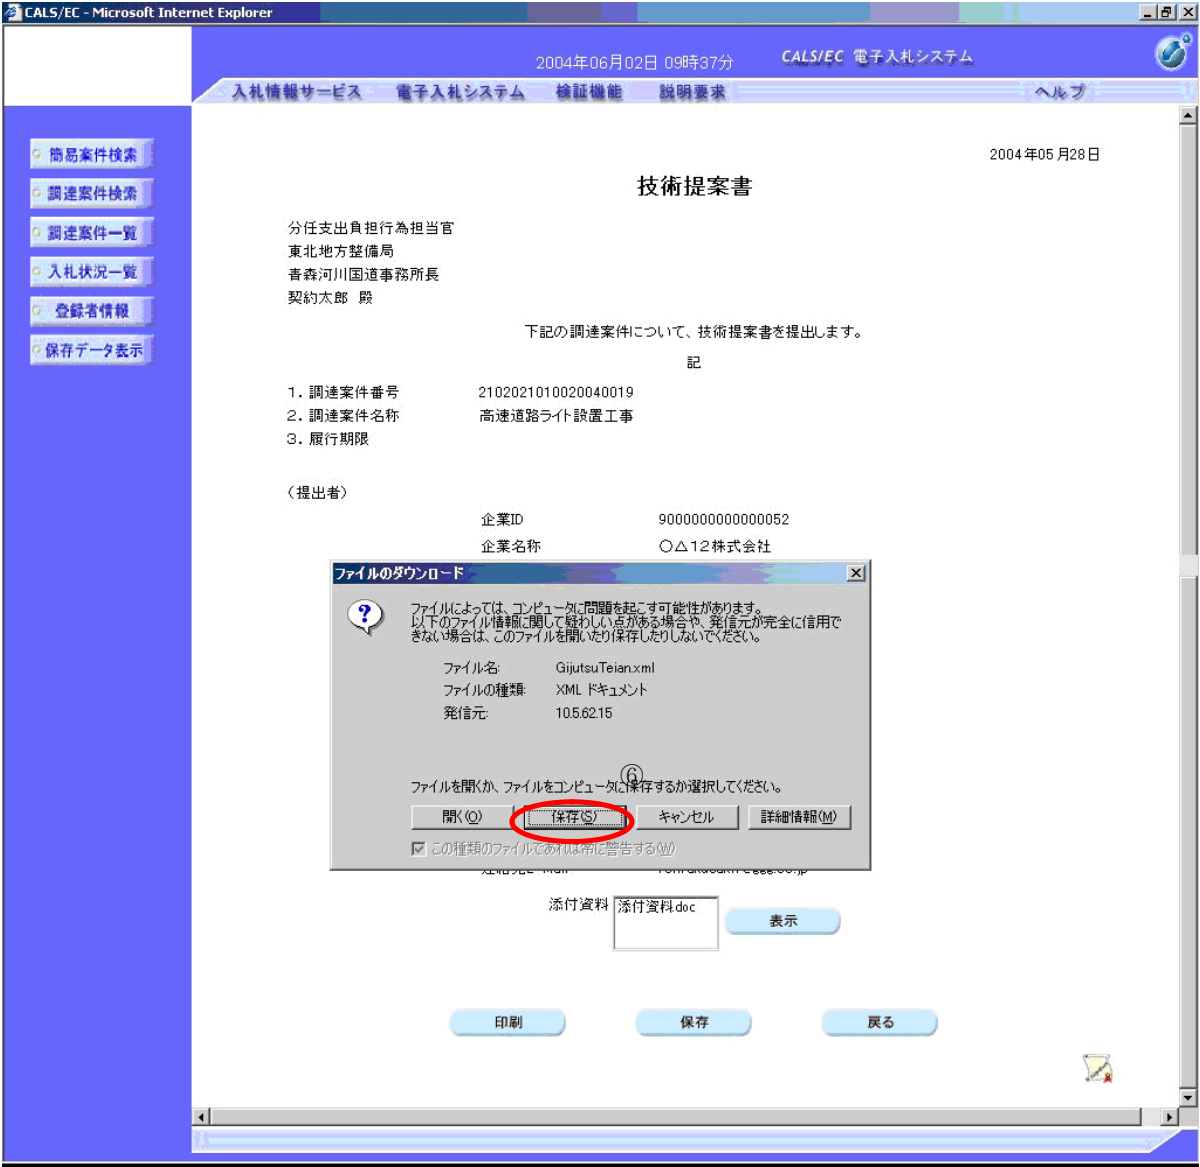 CALS/EC - Microsoft Internet Explorer
2004年06月02日 09時37分
CALS/EC 電子入札システム
入札情報サービス 電子入札システム 検証機能 説明要求 ヘルプ
簡易案件検索
調達案件検索
調達案件一覧
入札状況一覧
登録者情報
保存データ表示
2004年05月28日
技術提案書
分任支出負担行為担当官
東北地方整備局
青森河川国道事務所長
契約太郎 殿
下記の調達案件について、技術提案書を提出します。
記
1．調達案件番号 2102021010020040019
2．調達案件名称 高速道路ライト設置工事
3．履行期限
（提出者）
企業ID 9000000000000052
企業名称 ○△12株式会社
ファイルのダウンロード
ファイルによっては、コンピュータに問題を起こす可能性があります。
以下のファイル情報に関して疑わしい点がある場合や、発信元が完全に信用で
きない場合は、このファイルを開いたり保存したりしないでください。
ファイル名: GijutsuTeian.xml
ファイルの種類: XML ドキュメント
発信元: 10.5.62.15
⑥
ファイルを開くか、ファイルをコンピュータに保存するか選択してください。
開く(O) 保存(S) キャンセル 詳細情報(M)
この種類のファイルであれば常に警告する(W)
添付資料 添付資料.doc 表示
印刷 保存 戻る